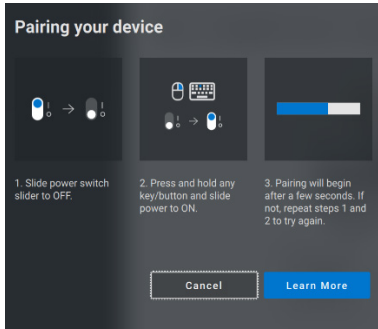 Pairing your device
1. Slide power switch
slider to OFF.
2. Press and hold any
key/button and slide
power to ON.
3. Pairing will begin
after a few seconds. If
not, repeat steps 1 and
2 to try again.
Cancel
Learn More